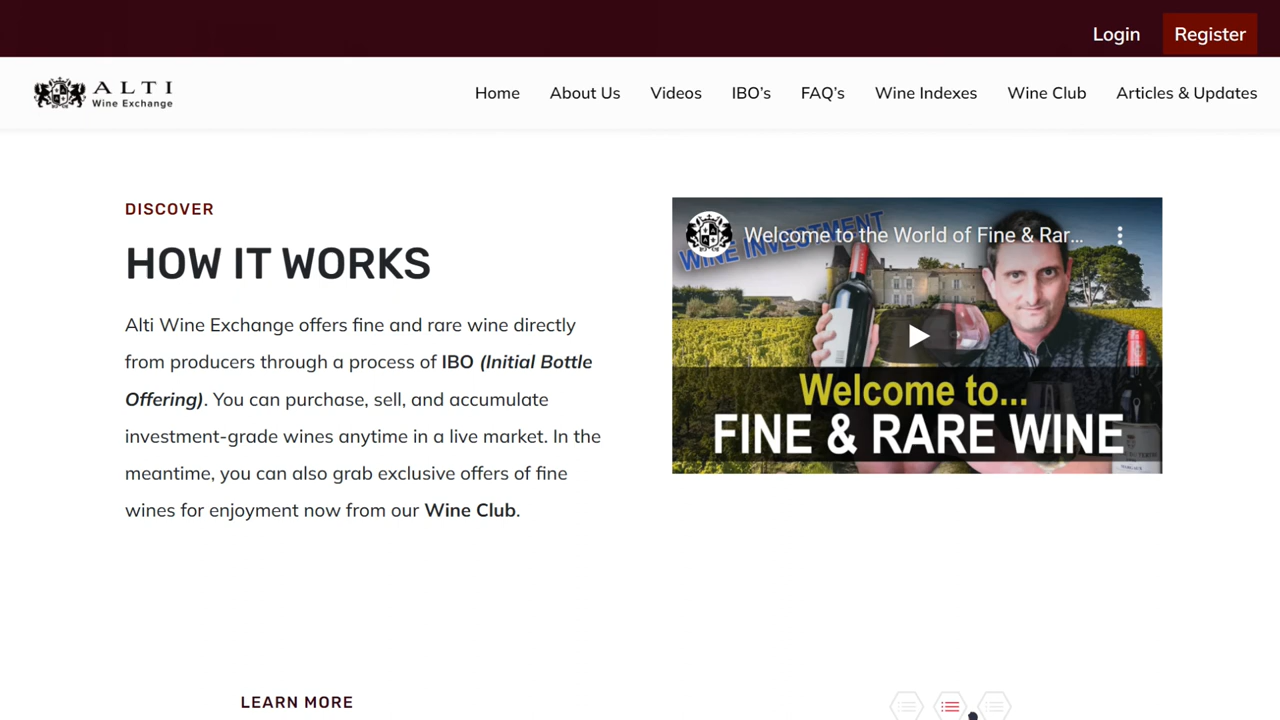 Login Register
ALTI
Wine Exchange
Home About Us Videos IBO's FAQ's Wine Indexes Wine Club Articles & Updates
DISCOVER
HOW IT WORKS
Alti Wine Exchange offers fine and rare wine directly
from producers through a process of IBO (Initial Bottle
Offering). You can purchase, sell, and accumulate
investment-grade wines anytime in a live market. In the
meantime, you can also grab exclusive offers of fine
wines for enjoyment now from our Wine Club.
Welcome to the World of Fine & Rar...
WINE INVESTMENT
Welcome to...
FINE & RARE WINE
LEARN MORE